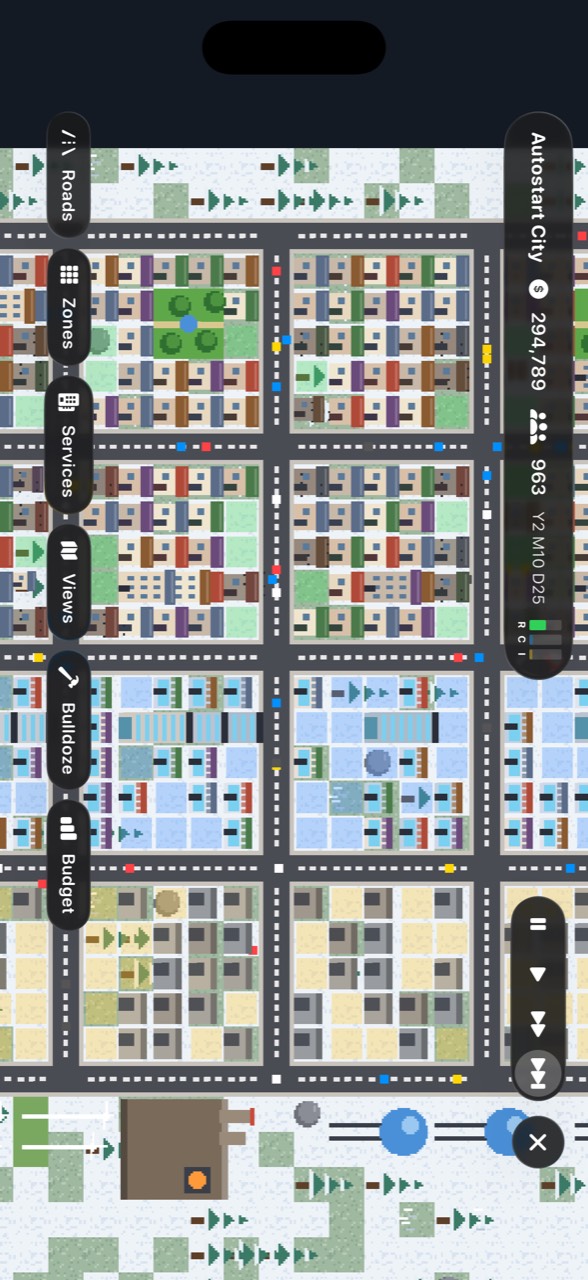 Autostart City $ 294,789 963 Y2 M10 D25 R C I
Roads
Zones
Services
Views
Bulldoze
Budget